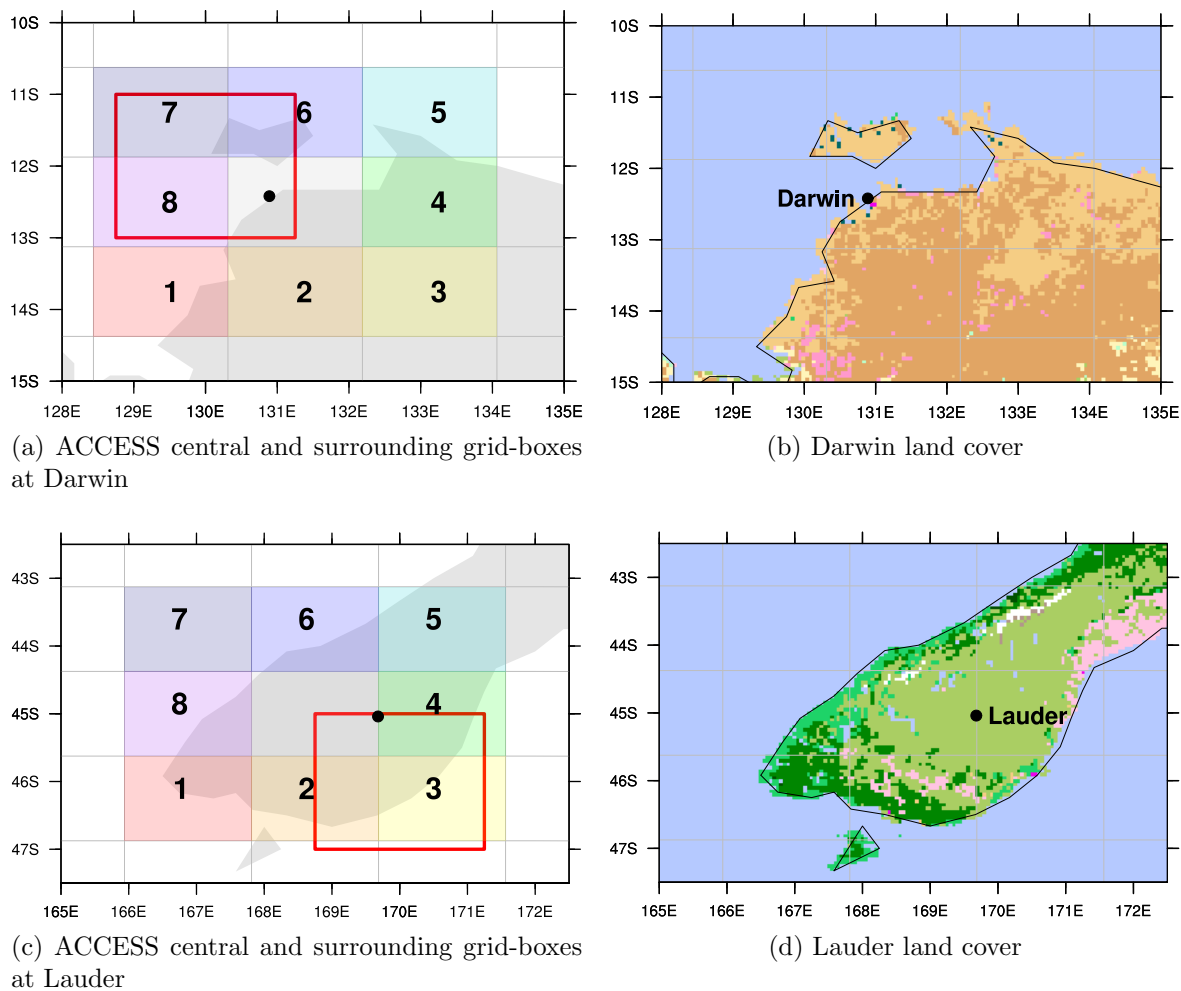 10S
11S
12S
13S
14S
15S
128E 129E 130E 131E 132E 133E 134E 135E
7 6 5
8 4
1 2 3
(a) ACCESS central and surrounding grid-boxes
at Darwin
10S
11S
12S
13S
14S
15S
128E 129E 130E 131E 132E 133E 134E 135E
Darwin
(b) Darwin land cover
43S
44S
45S
46S
47S
165E 166E 167E 168E 169E 170E 171E 172E
7 6 5
8 4
1 2 3
(c) ACCESS central and surrounding grid-boxes
at Lauder
43S
44S
45S
46S
47S
165E 166E 167E 168E 169E 170E 171E 172E
Lauder
(d) Lauder land cover